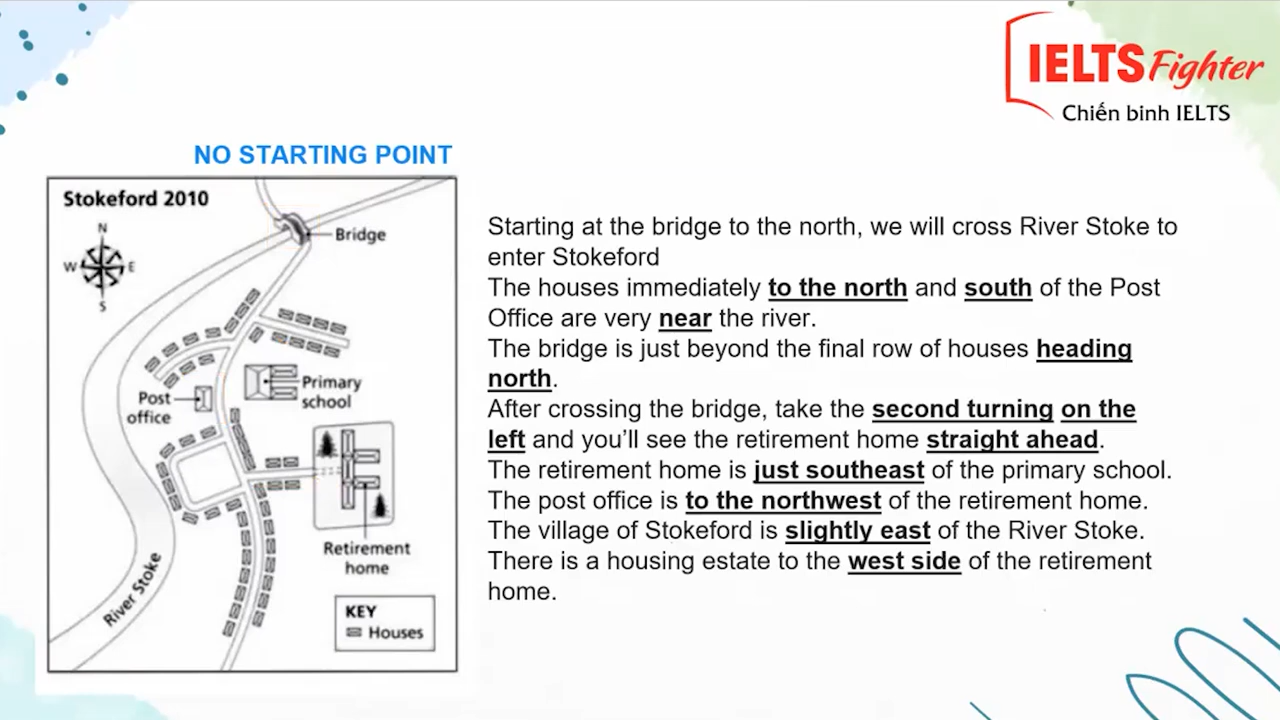 IELTS Fighter
Chiến binh IELTS
NO STARTING POINT
Stokeford 2010
N
W E
S
Bridge
Primary
school
Post
office
Retirement
home
River Stoke
KEY
Houses
Starting at the bridge to the north, we will cross River Stoke to
enter Stokeford
The houses immediately to the north and south of the Post
Office are very near the river.
The bridge is just beyond the final row of houses heading
north.
After crossing the bridge, take the second turning on the
left and you’ll see the retirement home straight ahead.
The retirement home is just southeast of the primary school.
The post office is to the northwest of the retirement home.
The village of Stokeford is slightly east of the River Stoke.
There is a housing estate to the west side of the retirement
home.